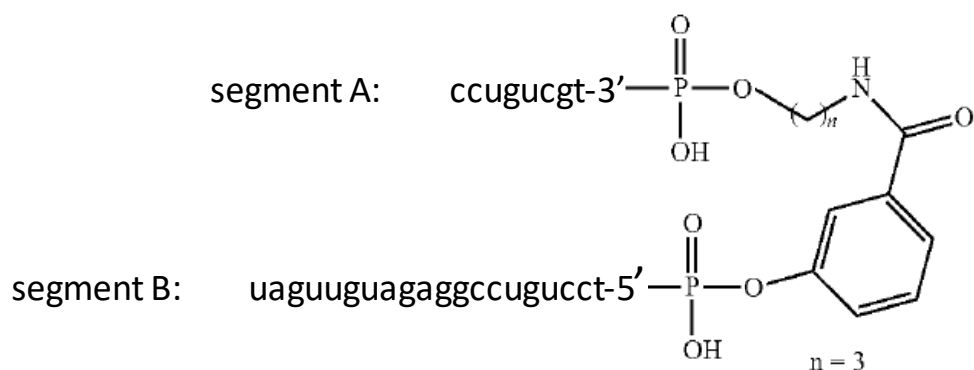 O
H
segment A: ccugucgt-3’ P O ( )n N O
OH
O
segment B: uaguuguagaggccugucct-5’ P O
OH
n = 3